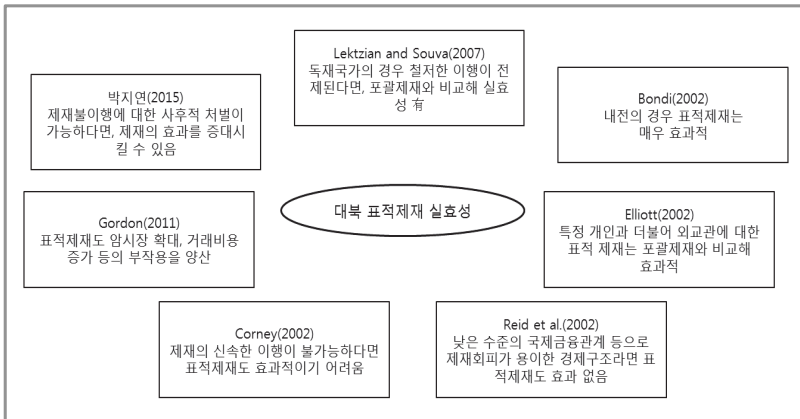 Lektzian and Souva(2007)
독재국가의 경우 철저한 이행이 전
제된다면, 포괄제재와 비교해 실효
성 有
박지연(2015)
제재불이행에 대한 사후적 처벌이
가능하다면, 제재의 효과를 증대시
킬 수 있음
Bondi(2002)
내전의 경우 표적제재는
매우 효과적
대북 표적제재 실효성
Gordon(2011)
표적제재도 암시장 확대, 거래비용
증가 등의 부작용을 양산
Elliott(2002)
특정 개인과 더불어 외교관에 대한
표적 제재는 포괄제재와 비교해
효과적
Corney(2002)
제재의 신속한 이행이 불가능하다면
표적제재도 효과적이기 어려움
Reid et al.(2002)
낮은 수준의 국제금융관계 등으로
제재회피가 용이한 경제구조라면 표
적제재도 효과 없음